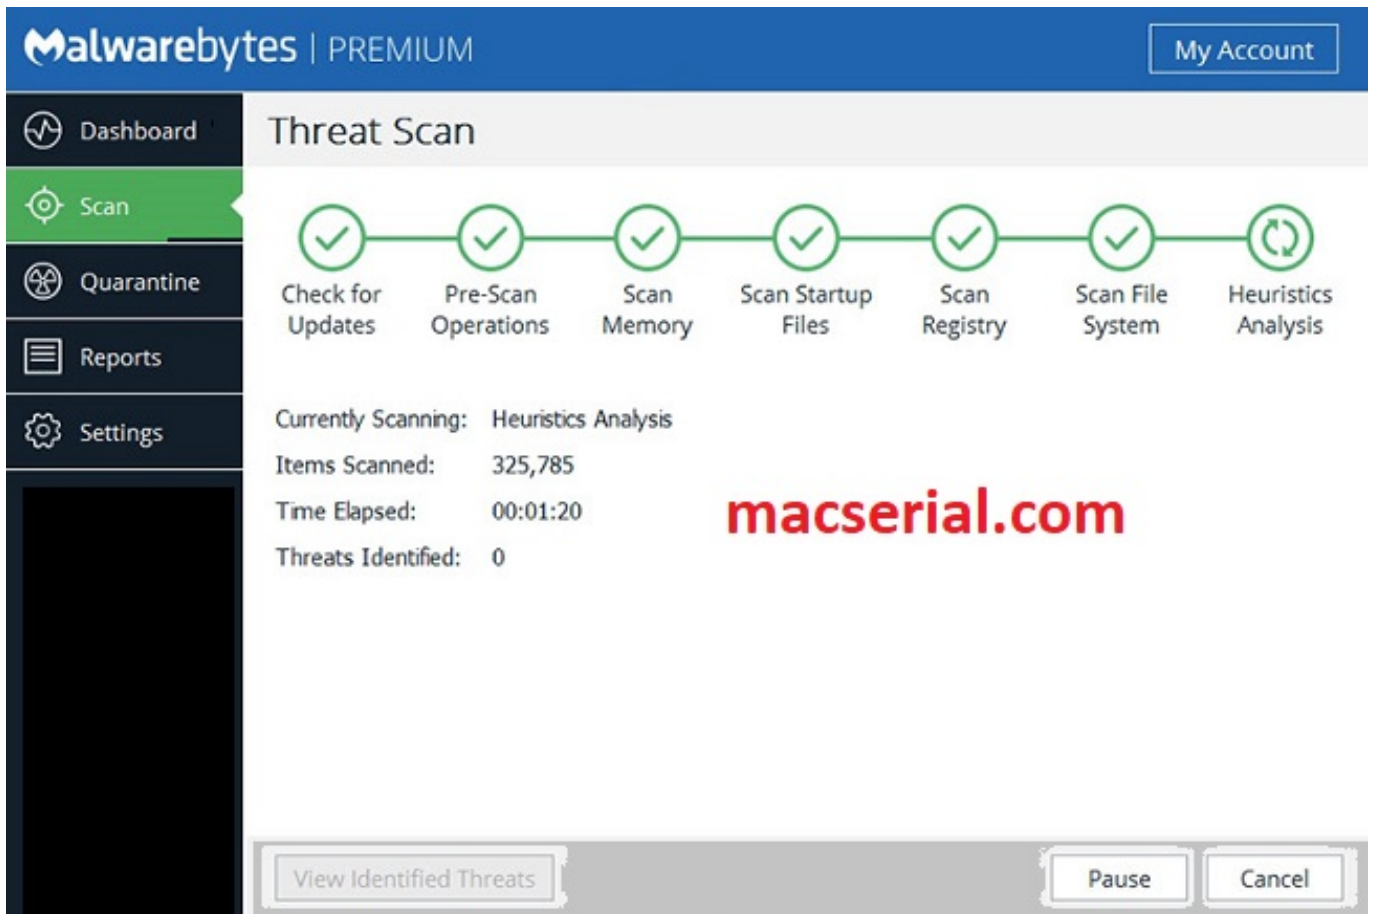 Malwarebytes | PREMIUM
My Account
Dashboard
Scan
Quarantine
Reports
Settings
Threat Scan
Check for Updates
Pre-Scan Operations
Scan Memory
Scan Startup Files
Scan Registry
Scan File System
Heuristics Analysis
Currently Scanning: Heuristics Analysis
Items Scanned: 325,785
Time Elapsed: 00:01:20
Threats Identified: 0
macserial.com
View Identified Threats
Pause
Cancel